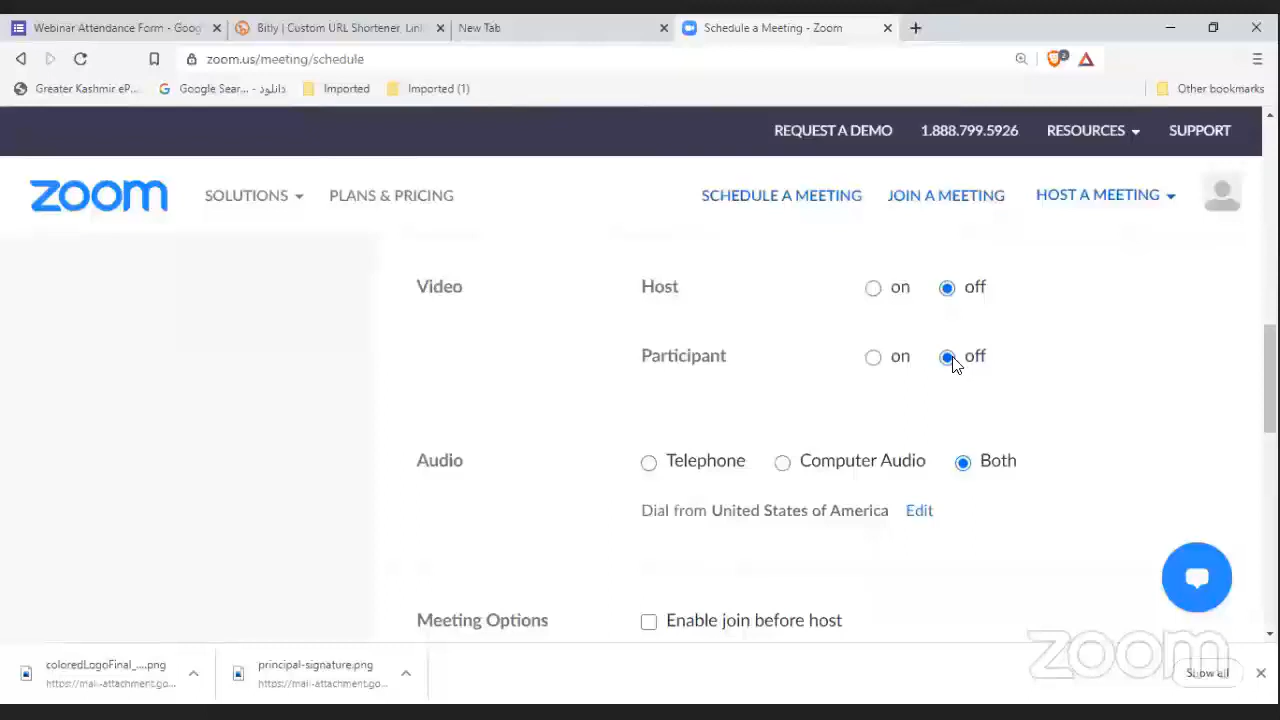 Webinar Attendance Form - Goog
Bitly | Custom URL Shortener, Link
New Tab
Schedule a Meeting - Zoom
zoom.us/meeting/schedule
2
Greater Kashmir eP...
Google Sear... - دانلود
Imported
Imported (1)
Other bookmarks
REQUEST A DEMO
1.888.799.5926
RESOURCES
SUPPORT
zoom
SOLUTIONS
PLANS & PRICING
SCHEDULE A MEETING
JOIN A MEETING
HOST A MEETING
Video
Host
on
off
Participant
on
off
Audio
Telephone
Computer Audio
Both
Dial from United States of America
Edit
Meeting Options
Enable join before host
coloredLogoFinal_....png
https://mail-attachment.go...
principal-signature.png
https://mail-attachment.go...
zoom
Show all